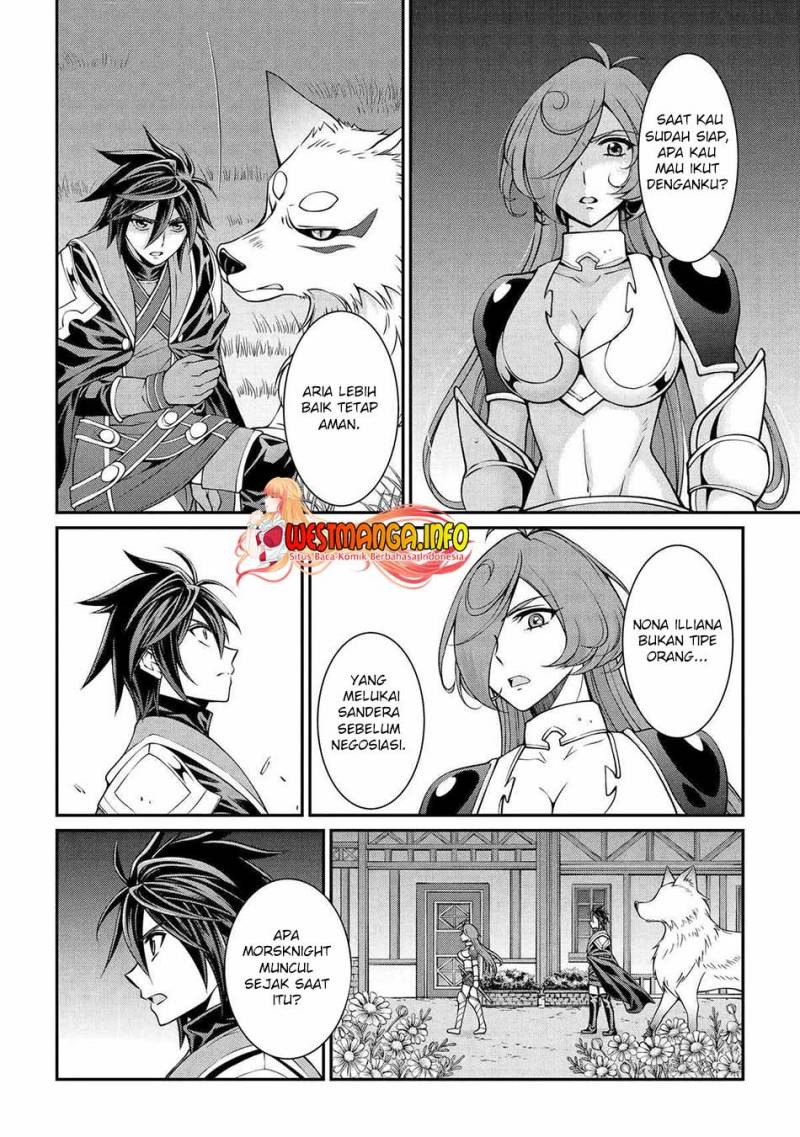 SAAT KAU
SUDAH SIAP,
APA KAU
MAU IKUT
DENGANKU?
ARIA LEBIH
BAIK TETAP
AMAN.
WESTMANGA.INFO
Situs Baca Komik Berbahasa Indonesia
NONA ILLIANA
BUKAN TIPE
ORANG...
YANG
MELUKAI
SANDERA
SEBELUM
NEGOSIASI.
APA
MORSKNIGHT
MUNCUL
SEJAK SAAT
ITU?